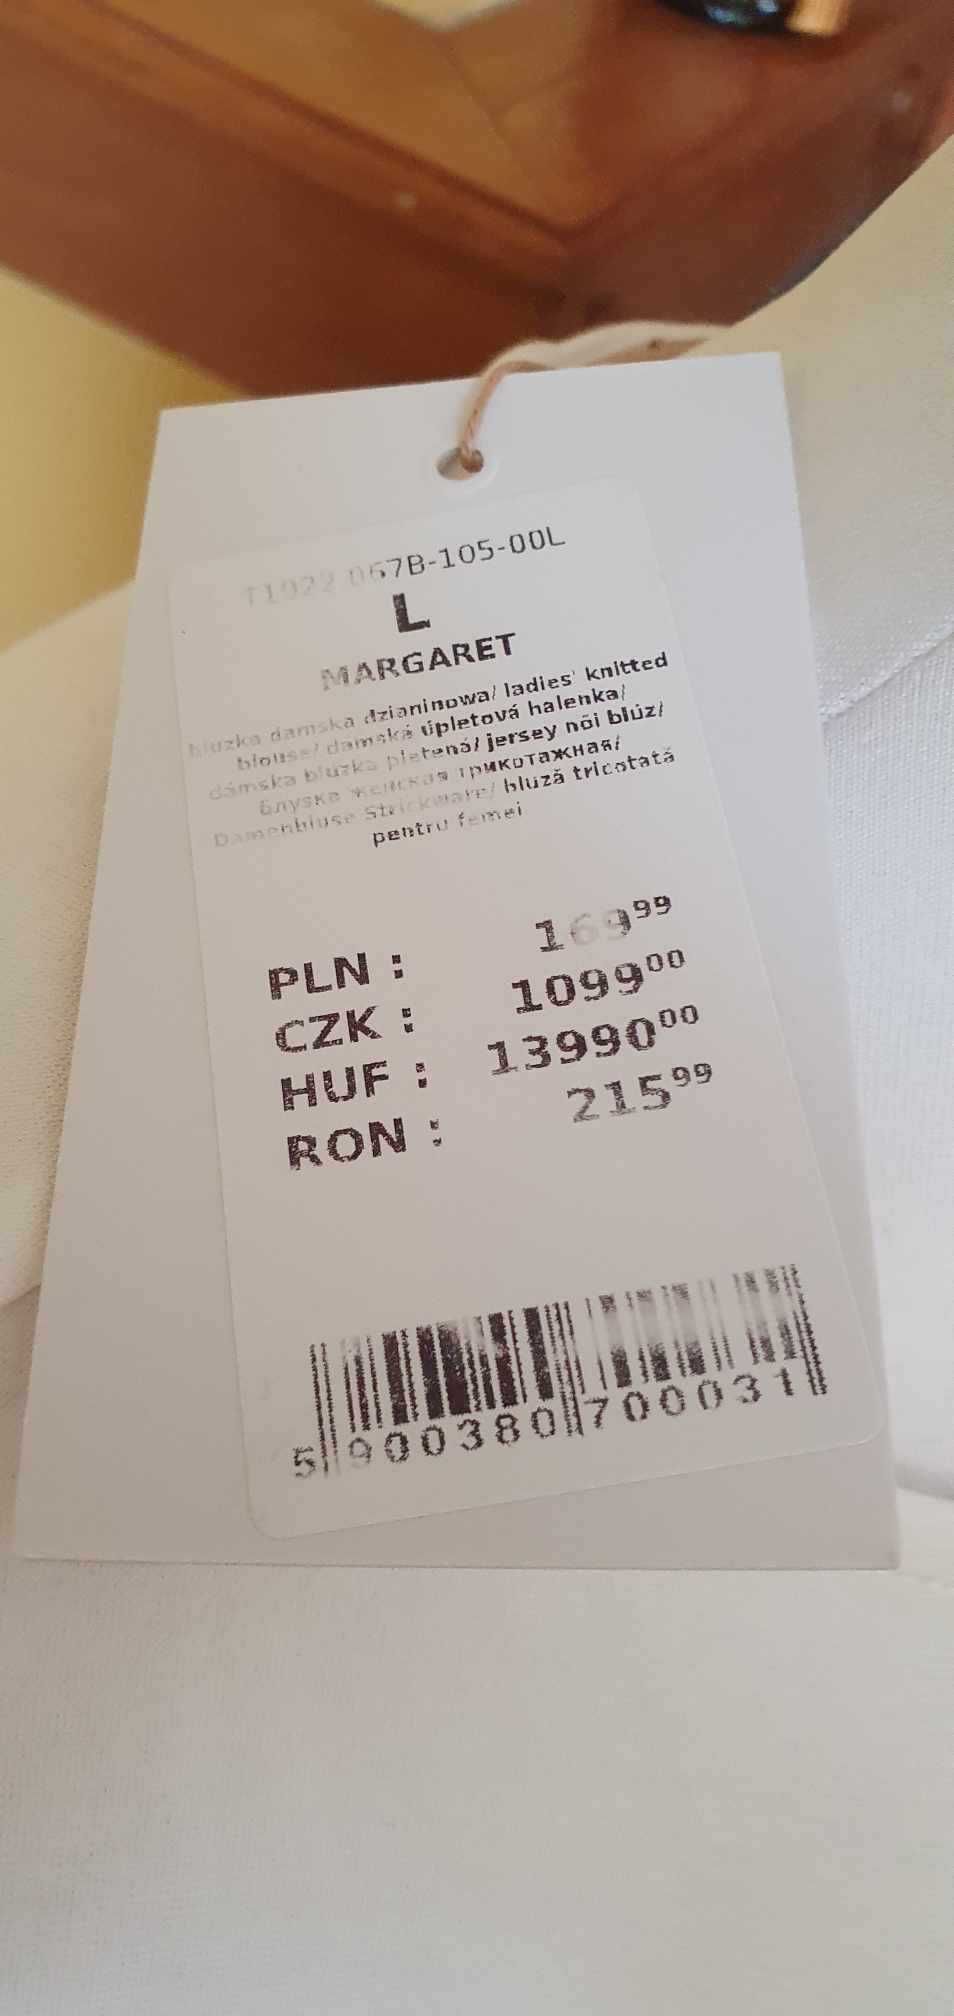 T1922 067B-105-00L
L
MARGARET
bluzka damska dzianinowa/ ladies' knitted
blouse/ damská úpletová halenka/
dámska blúzka pletená/ jersey női blúz/
блузка женская трикотажная/
Damenbluse Strickware/ bluză tricotată
pentru femei
PLN : 169⁹⁹
CZK : 1099⁰⁰
HUF : 13990⁰⁰
RON : 215⁹⁹
5 900380 700031